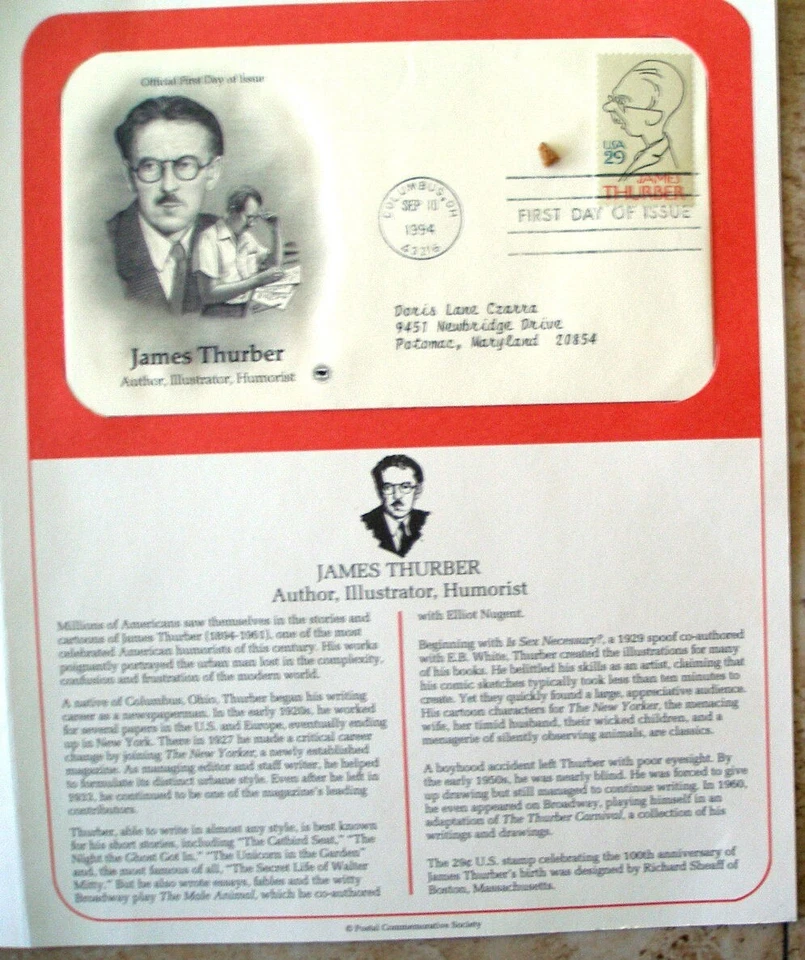 Official First Day of Issue
USA
29
JAMES
THURBER
COLUMBUS, OH
SEP 10
1994
43216
FIRST DAY OF ISSUE
Doris Lane Czarra
9451 Newbridge Drive
Potomac, Maryland 20854
James Thurber
Author, Illustrator, Humorist
JAMES THURBER
Author, Illustrator, Humorist
Millions of Americans saw themselves in the stories and
cartoons of James Thurber (1894-1961), one of the most
celebrated American humorists of this century. His works
poignantly portrayed the urban man lost in the complexity,
confusion and frustration of the modern world.
A native of Columbus, Ohio, Thurber began his writing
career as a newspaperman. In the early 1920s, he worked
for several papers in the U.S. and Europe, eventually ending
up in New York. There in 1927 he made a critical career
change by joining The New Yorker, a newly established
magazine. As managing editor and staff writer, he helped
to formulate its distinct urbane style. Even after he left in
1933, he continued to be one of the magazine's leading
contributors.
Thurber, able to write in almost any style, is best known
for his short stories, including "The Catbird Seat," "The
Night the Ghost Got In," "The Unicorn in the Garden"
and, the most famous of all, "The Secret Life of Walter
Mitty." But he also wrote essays, fables and the witty
Broadway play The Male Animal, which he co-authored
with Elliot Nugent.
Beginning with Is Sex Necessary?, a 1929 spoof co-authored
with E.B. White, Thurber created the illustrations for many
of his books. He belittled his skills as an artist, claiming that
his comic sketches typically took less than ten minutes to
create. Yet they quickly found a large, appreciative audience.
His cartoon characters for The New Yorker, the menacing
wife, her timid husband, their wicked children, and a
menagerie of silently observing animals, are classics.
A boyhood accident left Thurber with poor eyesight. By
the early 1950s, he was nearly blind. He was forced to give
up drawing but still managed to continue writing. In 1960,
he even appeared on Broadway, playing himself in an
adaptation of The Thurber Carnival, a collection of his
writings and drawings.
The 29¢ U.S. stamp celebrating the 100th anniversary of
James Thurber's birth was designed by Richard Sheaff of
Boston, Massachusetts.
© Postal Commemorative Society